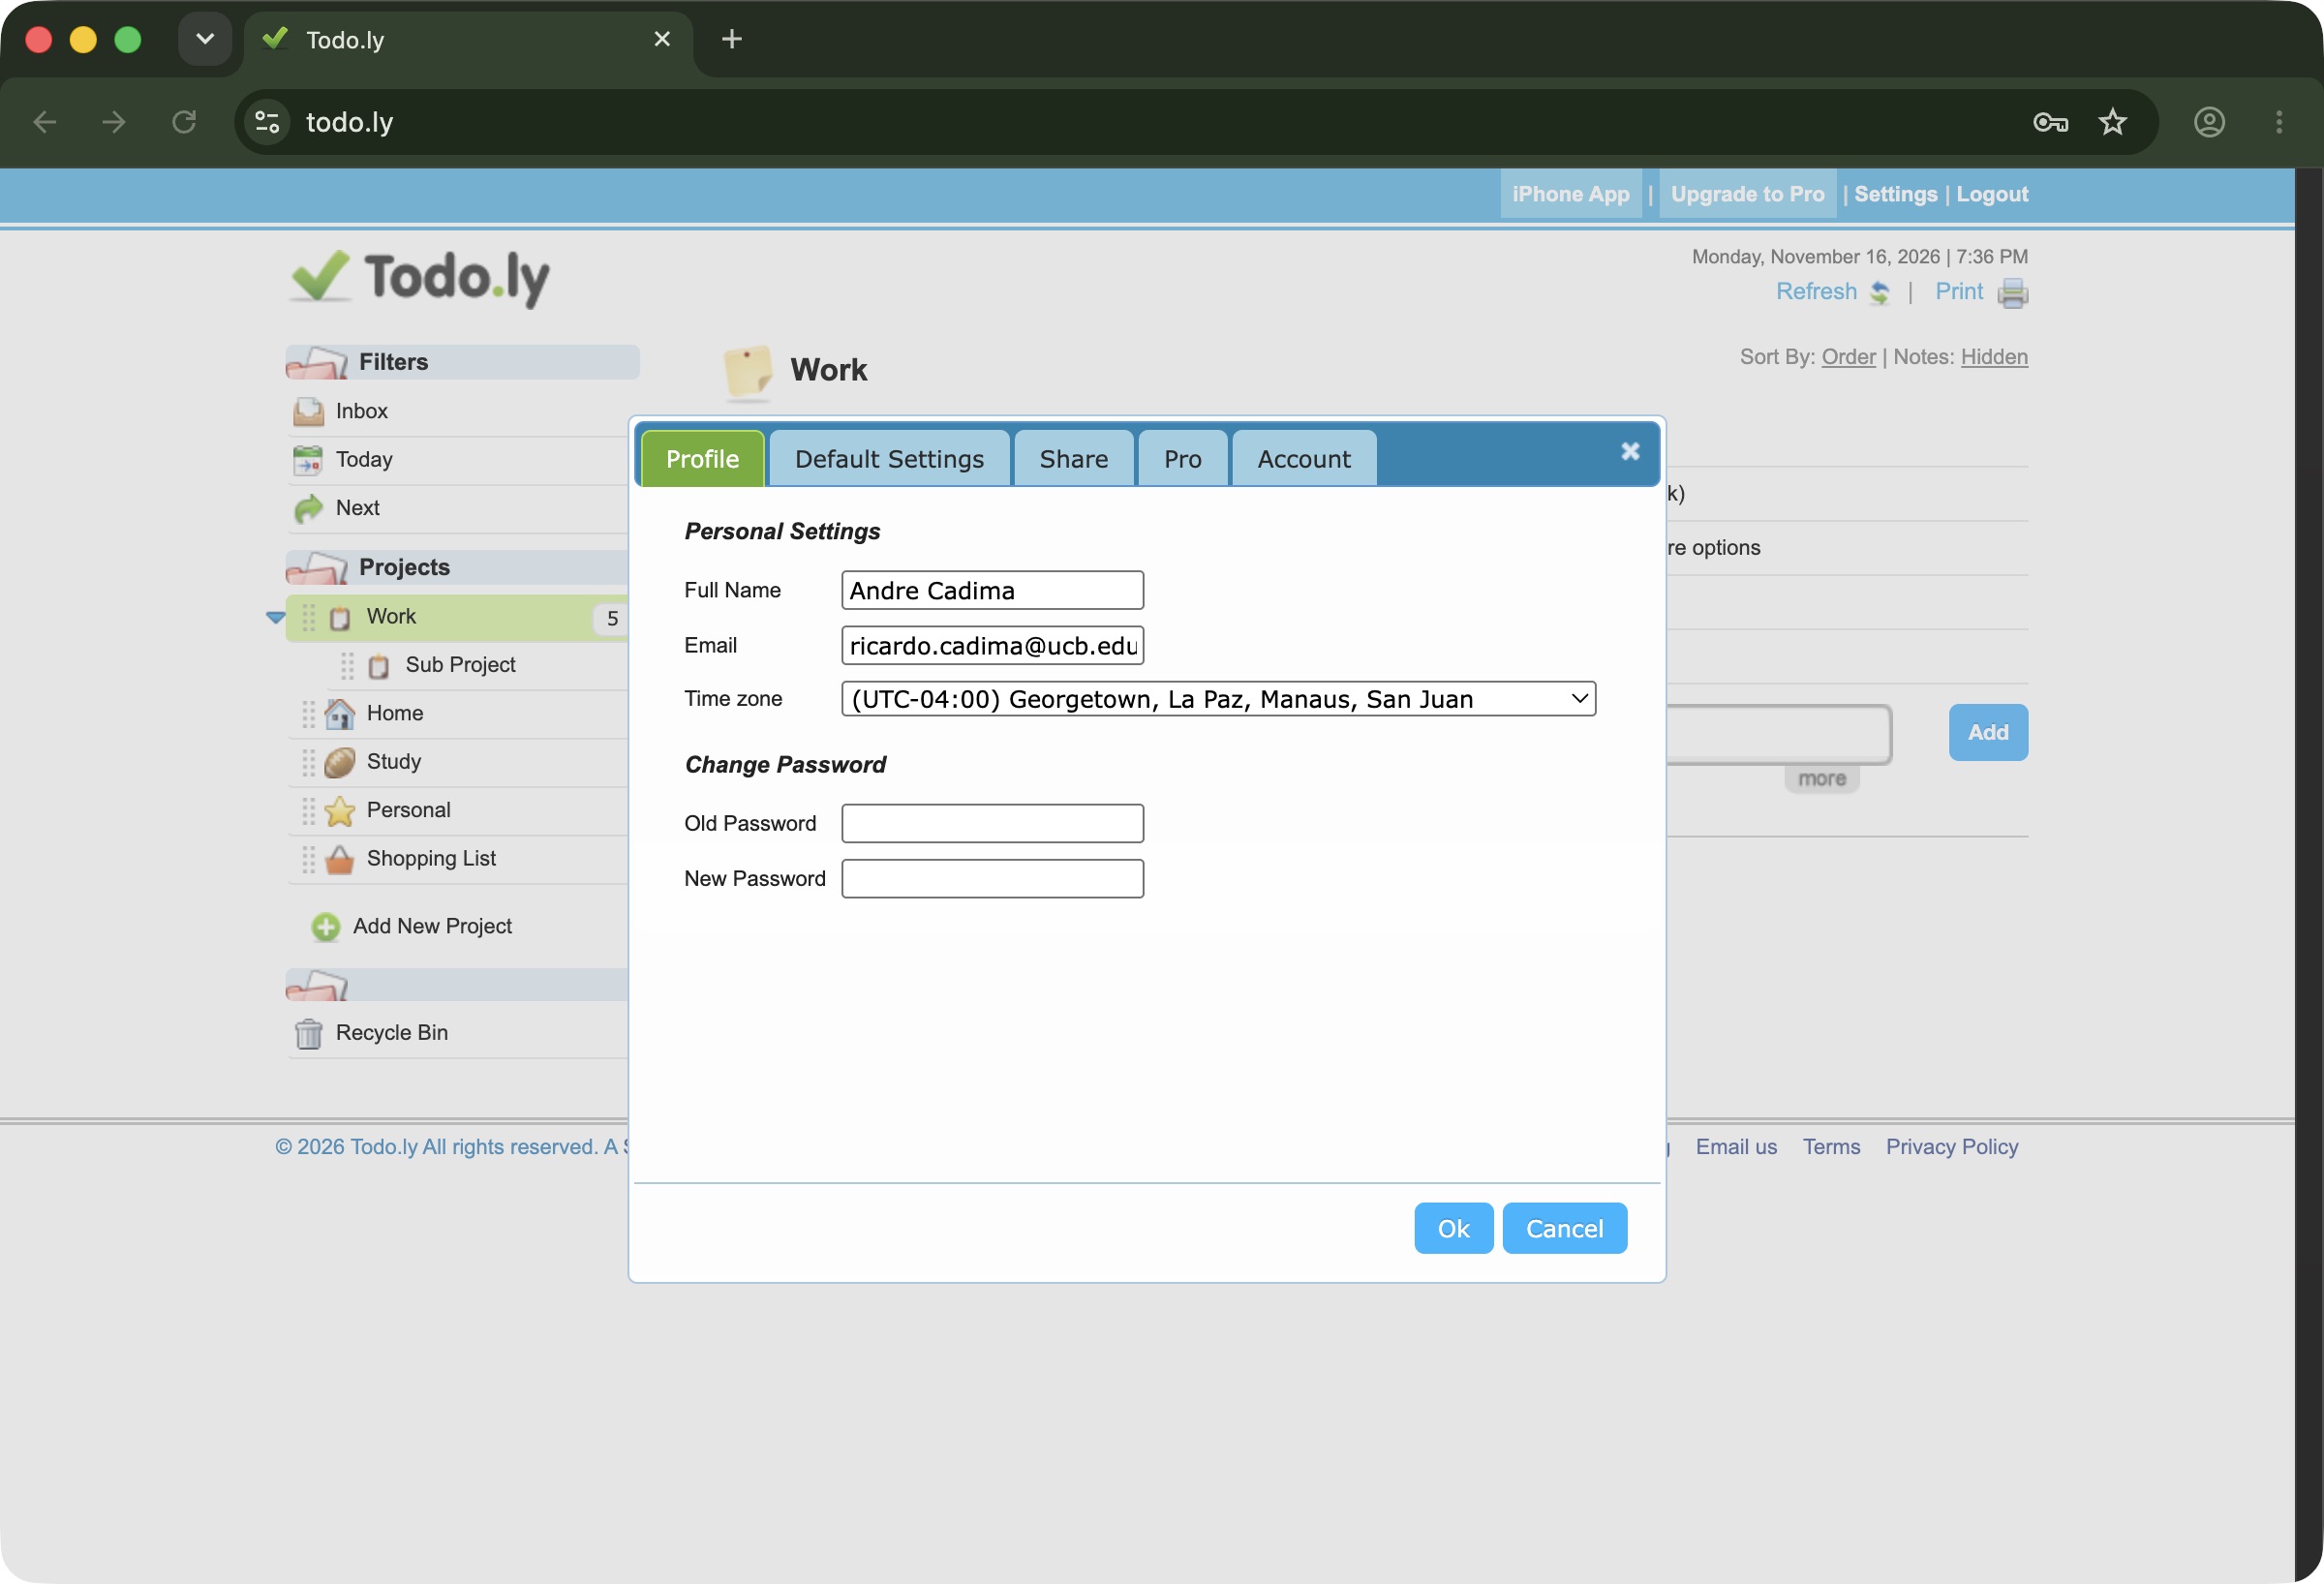 Todo.ly
todo.ly
iPhone App | Upgrade to Pro | Settings | Logout
Todo.ly
Monday, November 16, 2026 | 7:36 PM
Refresh | Print
Filters
Work
Sort By: Order | Notes: Hidden
Inbox
Today
Next
Projects
Work 5
Sub Project
Home
Study
Personal
Shopping List
Add New Project
Recycle Bin
Profile Default Settings Share Pro Account
Personal Settings
Full Name Andre Cadima
Email ricardo.cadima@ucb.edu
Time zone (UTC-04:00) Georgetown, La Paz, Manaus, San Juan
Change Password
Old Password
New Password
Ok Cancel
k)
re options
Add
more
© 2026 Todo.ly All rights reserved. A
Email us Terms Privacy Policy